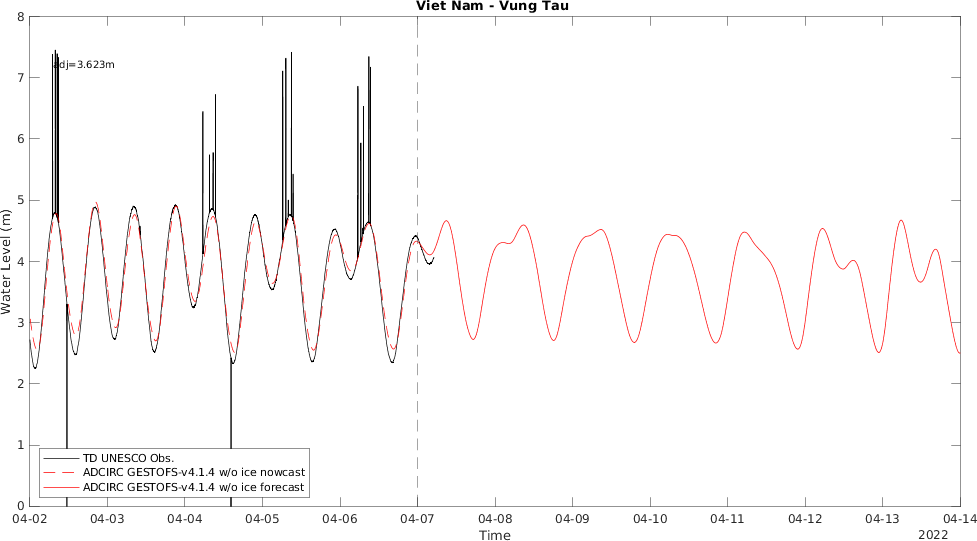 Viet Nam - Vung Tau
8
7
6
5
4
3
2
1
0
Water Level (m)
adj=3.623m
TD UNESCO Obs.
ADCIRC GESTOFS-v4.1.4 w/o ice nowcast
ADCIRC GESTOFS-v4.1.4 w/o ice forecast
04-02 04-03 04-04 04-05 04-06 04-07 04-08 04-09 04-10 04-11 04-12 04-13 04-14
Time
2022